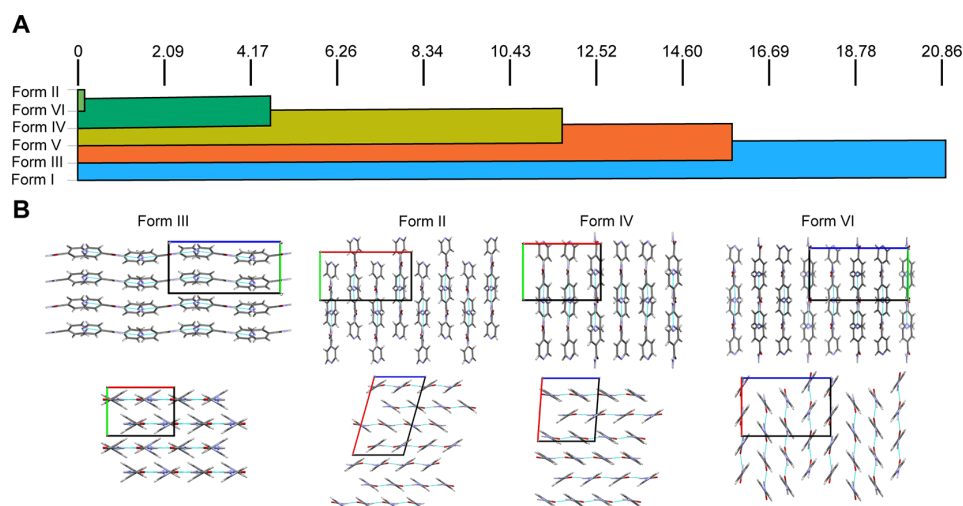 A
0 2.09 4.17 6.26 8.34 10.43 12.52 14.60 16.69 18.78 20.86
Form II
Form VI
Form IV
Form V
Form III
Form I
B
Form III Form II Form IV Form VI